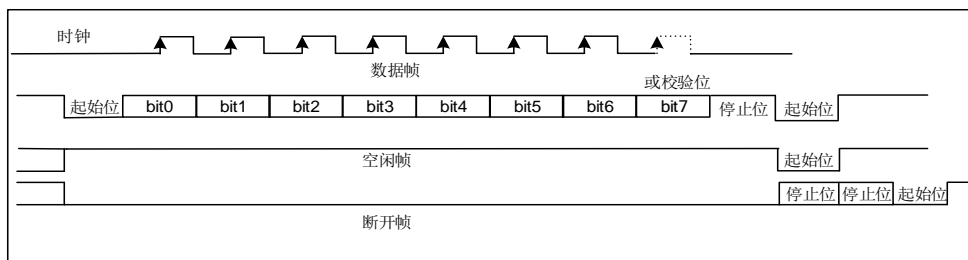 时钟
数据帧
或校验位
起始位 bit0 bit1 bit2 bit3 bit4 bit5 bit6 bit7 停止位 起始位
空闲帧 起始位
停止位 停止位 起始位
断开帧